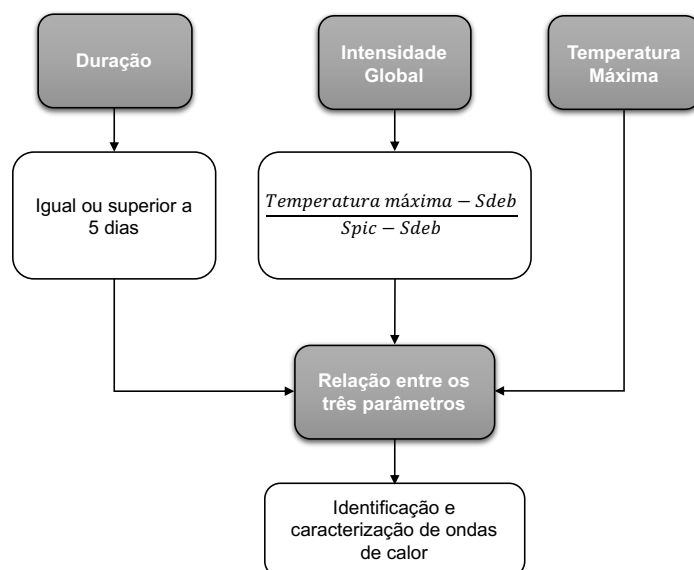 Duração
Intensidade
Global
Temperatura
Máxima
Igual ou superior a
5 dias
Temperatura máxima − Sdeb
Spic − Sdeb
Relação entre os
três parâmetros
Identificação e
caracterização de ondas
de calor